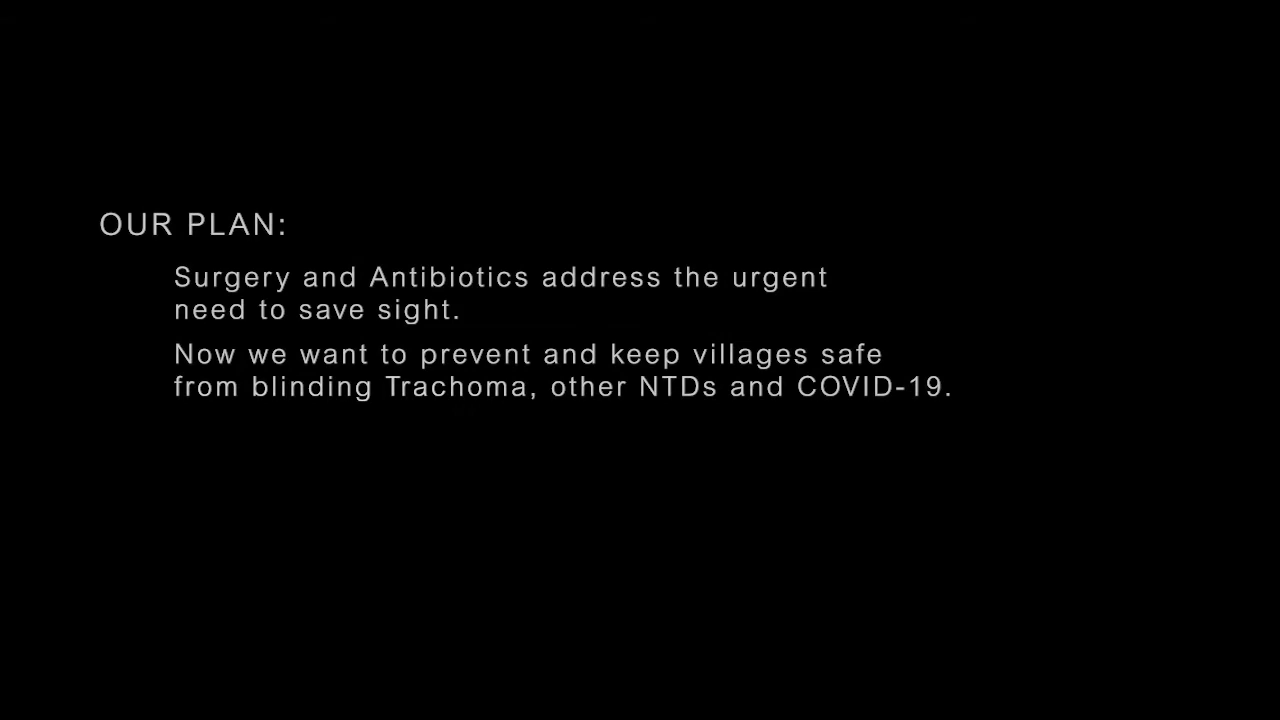 OUR PLAN:
Surgery and Antibiotics address the urgent
need to save sight.
Now we want to prevent and keep villages safe
from blinding Trachoma, other NTDs and COVID-19.